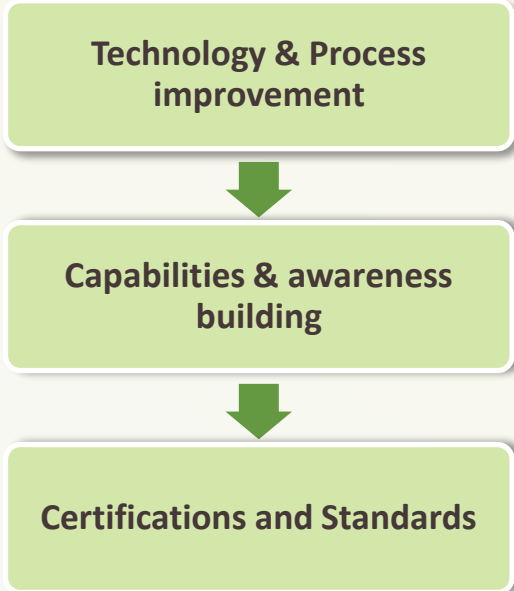 Technology & Process
improvement
Capabilities & awareness
building
Certifications and Standards